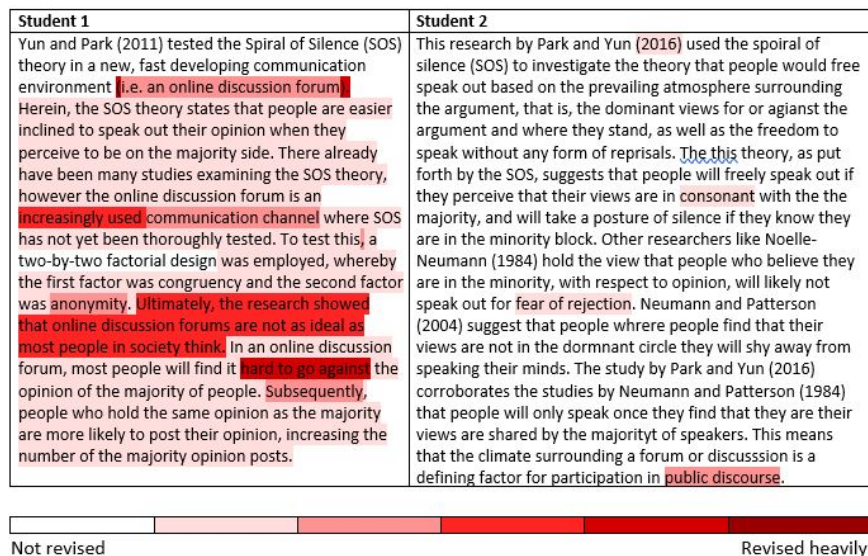 Student 1
Yun and Park (2011) tested the Spiral of Silence (SOS)
theory in a new, fast developing communication
environment (i.e. an online discussion forum).
Herein, the SOS theory states that people are easier
inclined to speak out their opinion when they
perceive to be on the majority side. There already
have been many studies examining the SOS theory,
however the online discussion forum is an
increasingly used communication channel where SOS
has not yet been thoroughly tested. To test this, a
two-by-two factorial design was employed, whereby
the first factor was congruency and the second factor
was anonymity. Ultimately, the research showed
that online discussion forums are not as ideal as
most people in society think. In an online discussion
forum, most people will find it hard to go against the
opinion of the majority of people. Subsequently,
people who hold the same opinion as the majority
are more likely to post their opinion, increasing the
number of the majority opinion posts.
Student 2
This research by Park and Yun (2016) used the spoiral of
silence (SOS) to investigate the theory that people would free
speak out based on the prevailing atmosphere surrounding
the argument, that is, the dominant views for or agianst the
argument and where they stand, as well as the freedom to
speak without any form of reprisals. The this theory, as put
forth by the SOS, suggests that people will freely speak out if
they perceive that their views are in consonant with the the
majority, and will take a posture of silence if they know they
are in the minority block. Other researchers like Noelle-
Neumann (1984) hold the view that people who believe they
are in the minority, with respect to opinion, will likely not
speak out for fear of rejection. Neumann and Patterson
(2004) suggest that people whrere people find that their
views are not in the dormnant circle they will shy away from
speaking their minds. The study by Park and Yun (2016)
corroborates the studies by Neumann and Patterson (1984)
that people will only speak once they find that they are their
views are shared by the majorityt of speakers. This means
that the climate surrounding a forum or discusssion is a
defining factor for participation in public discourse.
Not revised
Revised heavily